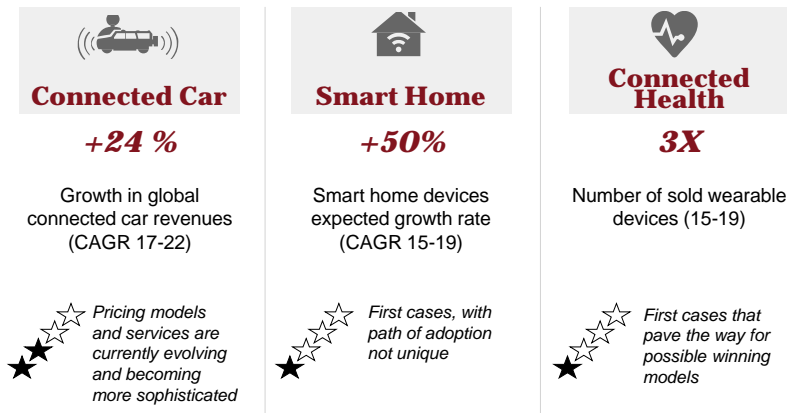 Connected Car
+24 %
Growth in global
connected car revenues
(CAGR 17-22)
Pricing models
and services are
currently evolving
and becoming
more sophisticated
Smart Home
+50%
Smart home devices
expected growth rate
(CAGR 15-19)
First cases, with
path of adoption
not unique
Connected
Health
3X
Number of sold wearable
devices (15-19)
First cases that
pave the way for
possible winning
models